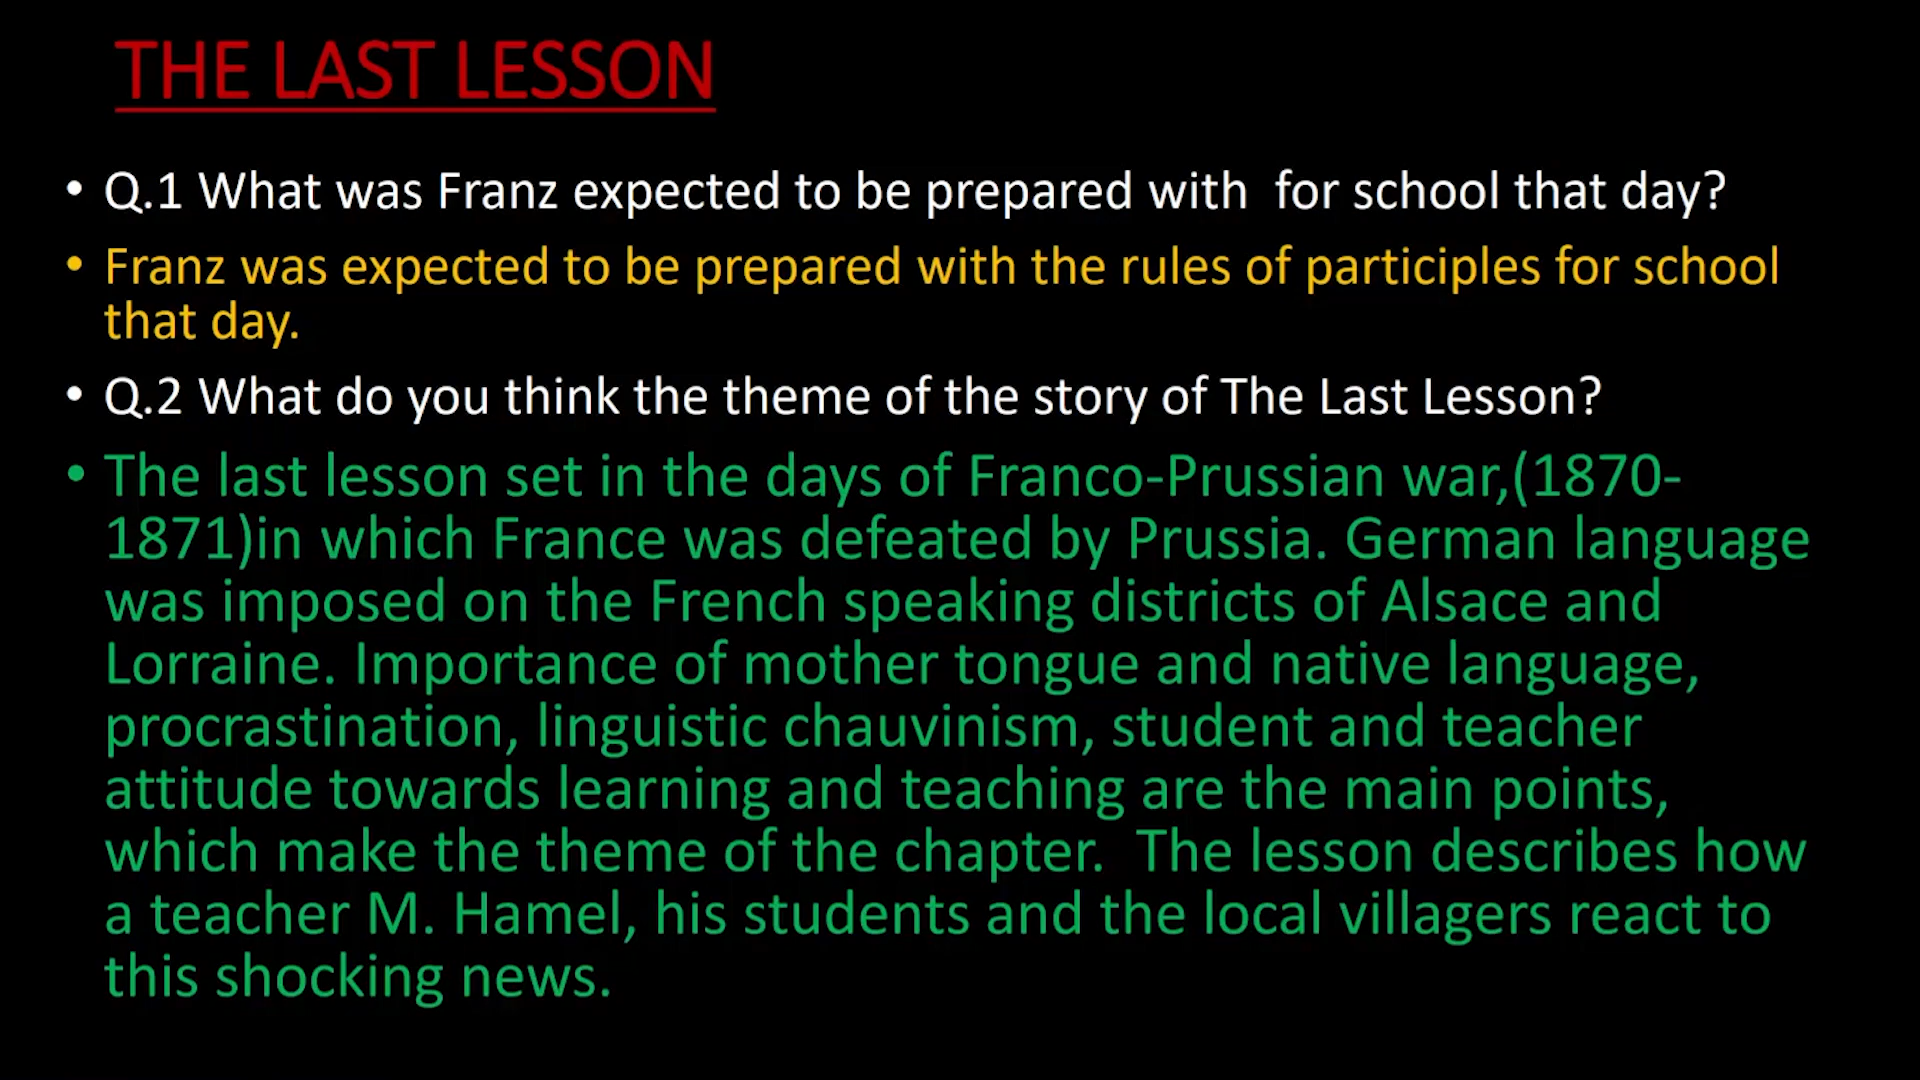 THE LAST LESSON
• Q.1 What was Franz expected to be prepared with  for school that day?
• Franz was expected to be prepared with the rules of participles for school
that day.
• Q.2 What do you think the theme of the story of The Last Lesson?
• The last lesson set in the days of Franco-Prussian war,(1870-
1871)in which France was defeated by Prussia. German language
was imposed on the French speaking districts of Alsace and
Lorraine. Importance of mother tongue and native language,
procrastination, linguistic chauvinism, student and teacher
attitude towards learning and teaching are the main points,
which make the theme of the chapter.  The lesson describes how
a teacher M. Hamel, his students and the local villagers react to
this shocking news.